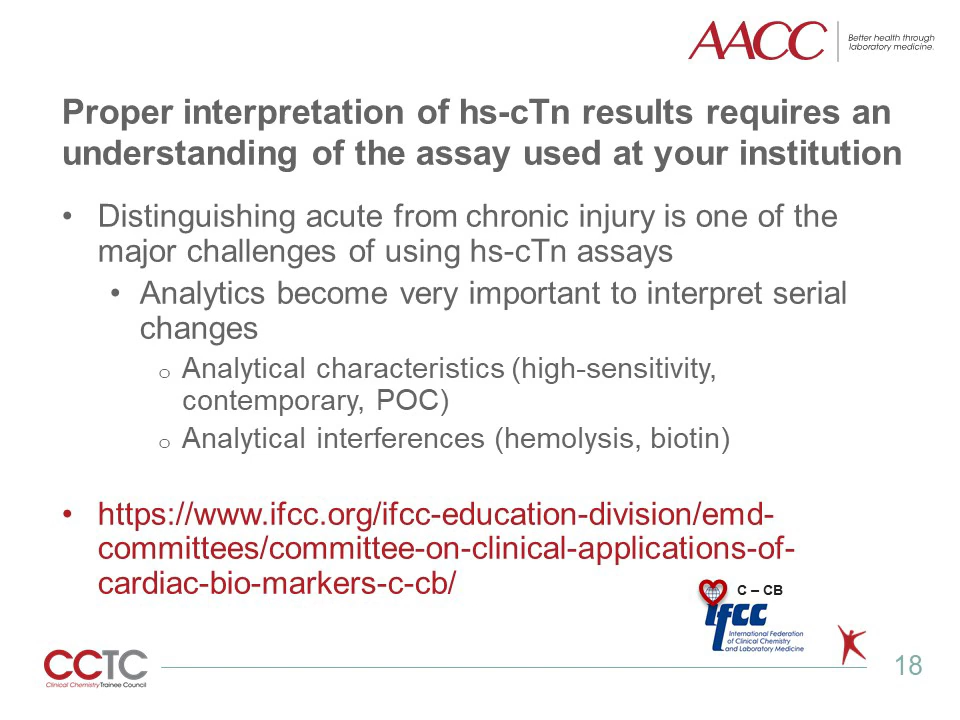 AACC
Better health through
laboratory medicine.
Proper interpretation of hs-cTn results requires an
understanding of the assay used at your institution
• Distinguishing acute from chronic injury is one of the
major challenges of using hs-cTn assays
• Analytics become very important to interpret serial
changes
o Analytical characteristics (high-sensitivity,
contemporary, POC)
o Analytical interferences (hemolysis, biotin)
• https://www.ifcc.org/ifcc-education-division/emd-
committees/committee-on-clinical-applications-of-
cardiac-bio-markers-c-cb/
C – CB
ifcc
International Federation
of Clinical Chemistry
and Laboratory Medicine
CCTC
Clinical Chemistry Trainee Council
18